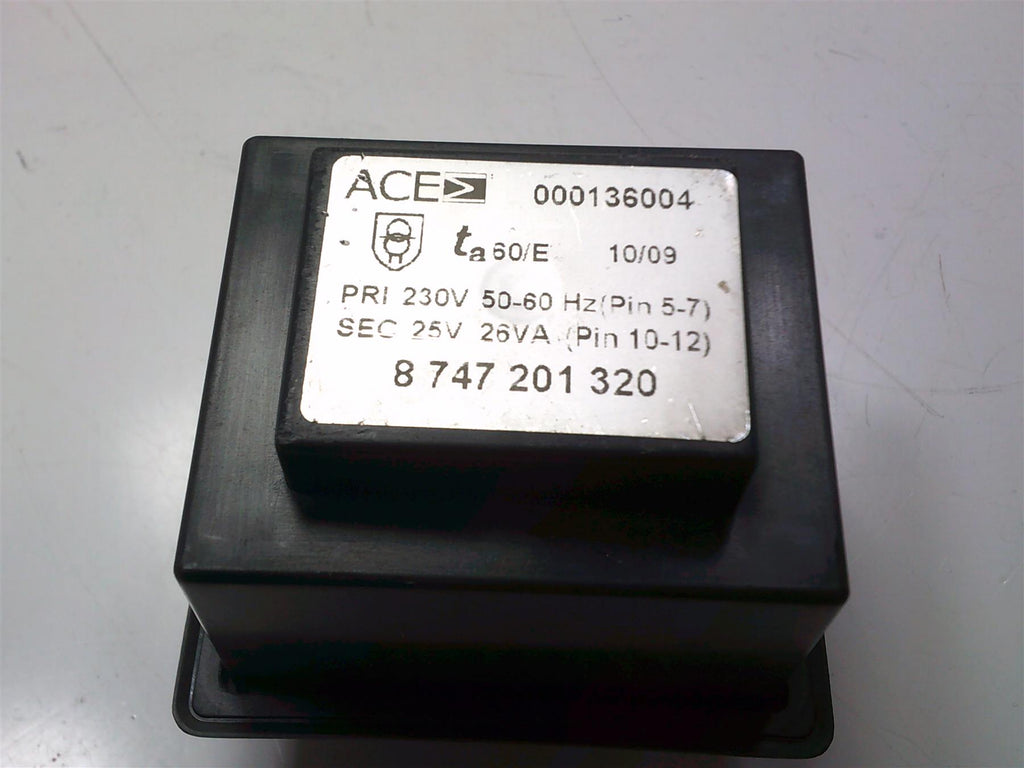 ACE 000136004
ta 60/E 10/09
PRI 230V 50-60 Hz(Pin 5-7)
SEC 25V 26VA (Pin 10-12)
8 747 201 320